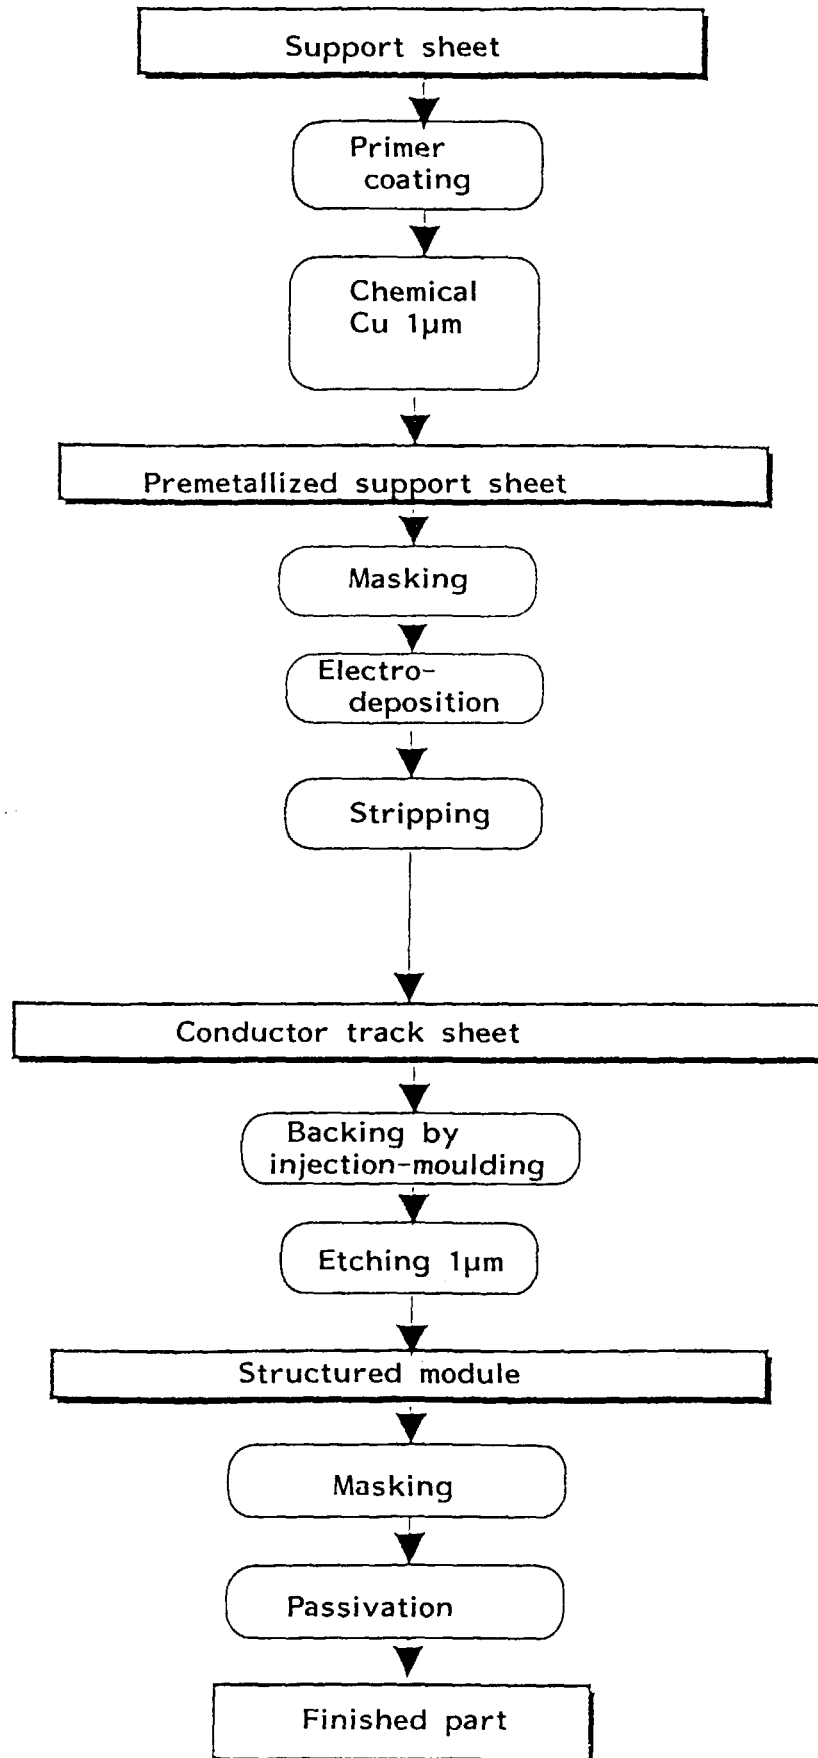 Support sheet
Primer
coating
Chemical
Cu 1µm
Premetallized support sheet
Masking
Electro-
deposition
Stripping
Conductor track sheet
Backing by
injection-moulding
Etching 1µm
Structured module
Masking
Passivation
Finished part